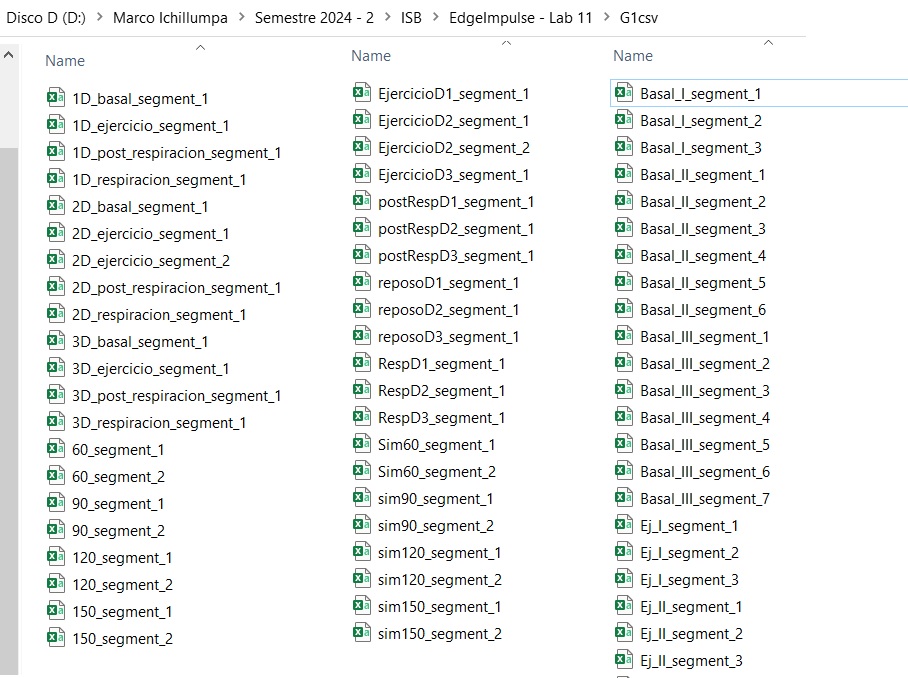 Disco D (D:) > Marco Ichillumpa > Semestre 2024 - 2 > ISB > EdgeImpulse - Lab 11 > G1csv
Name
1D_basal_segment_1
1D_ejercicio_segment_1
1D_post_respiracion_segment_1
1D_respiracion_segment_1
2D_basal_segment_1
2D_ejercicio_segment_1
2D_ejercicio_segment_2
2D_post_respiracion_segment_1
2D_respiracion_segment_1
3D_basal_segment_1
3D_ejercicio_segment_1
3D_post_respiracion_segment_1
3D_respiracion_segment_1
60_segment_1
60_segment_2
90_segment_1
90_segment_2
120_segment_1
120_segment_2
150_segment_1
150_segment_2
Name
EjercicioD1_segment_1
EjercicioD2_segment_1
EjercicioD2_segment_2
EjercicioD3_segment_1
postRespD1_segment_1
postRespD2_segment_1
postRespD3_segment_1
reposoD1_segment_1
reposoD2_segment_1
reposoD3_segment_1
RespD1_segment_1
RespD2_segment_1
RespD3_segment_1
Sim60_segment_1
Sim60_segment_2
sim90_segment_1
sim90_segment_2
sim120_segment_1
sim120_segment_2
sim150_segment_1
sim150_segment_2
Name
Basal_I_segment_1
Basal_I_segment_2
Basal_I_segment_3
Basal_II_segment_1
Basal_II_segment_2
Basal_II_segment_3
Basal_II_segment_4
Basal_II_segment_5
Basal_II_segment_6
Basal_III_segment_1
Basal_III_segment_2
Basal_III_segment_3
Basal_III_segment_4
Basal_III_segment_5
Basal_III_segment_6
Basal_III_segment_7
Ej_I_segment_1
Ej_I_segment_2
Ej_I_segment_3
Ej_II_segment_1
Ej_II_segment_2
Ej_II_segment_3